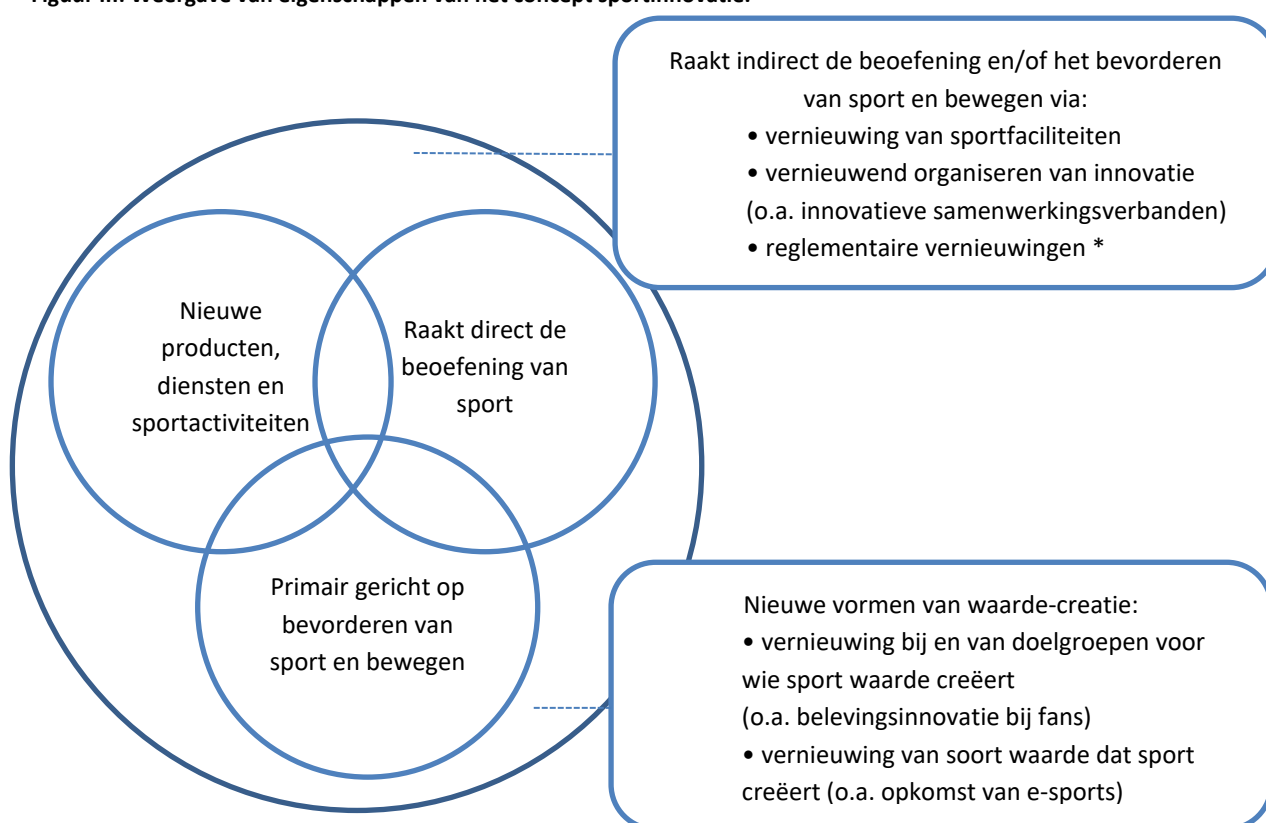 Raakt indirect de beoefening en/of het bevorderen
van sport en bewegen via:
• vernieuwing van sportfaciliteiten
• vernieuwend organiseren van innovatie
(o.a. innovatieve samenwerkingsverbanden)
• reglementaire vernieuwingen *
Nieuwe
producten,
diensten en
sportactiviteiten
Raakt direct de
beoefening van
sport
Primair gericht op
bevorderen van
sport en bewegen
Nieuwe vormen van waarde-creatie:
• vernieuwing bij en van doelgroepen voor
wie sport waarde creëert
(o.a. belevingsinnovatie bij fans)
• vernieuwing van soort waarde dat sport
creëert (o.a. opkomst van e-sports)